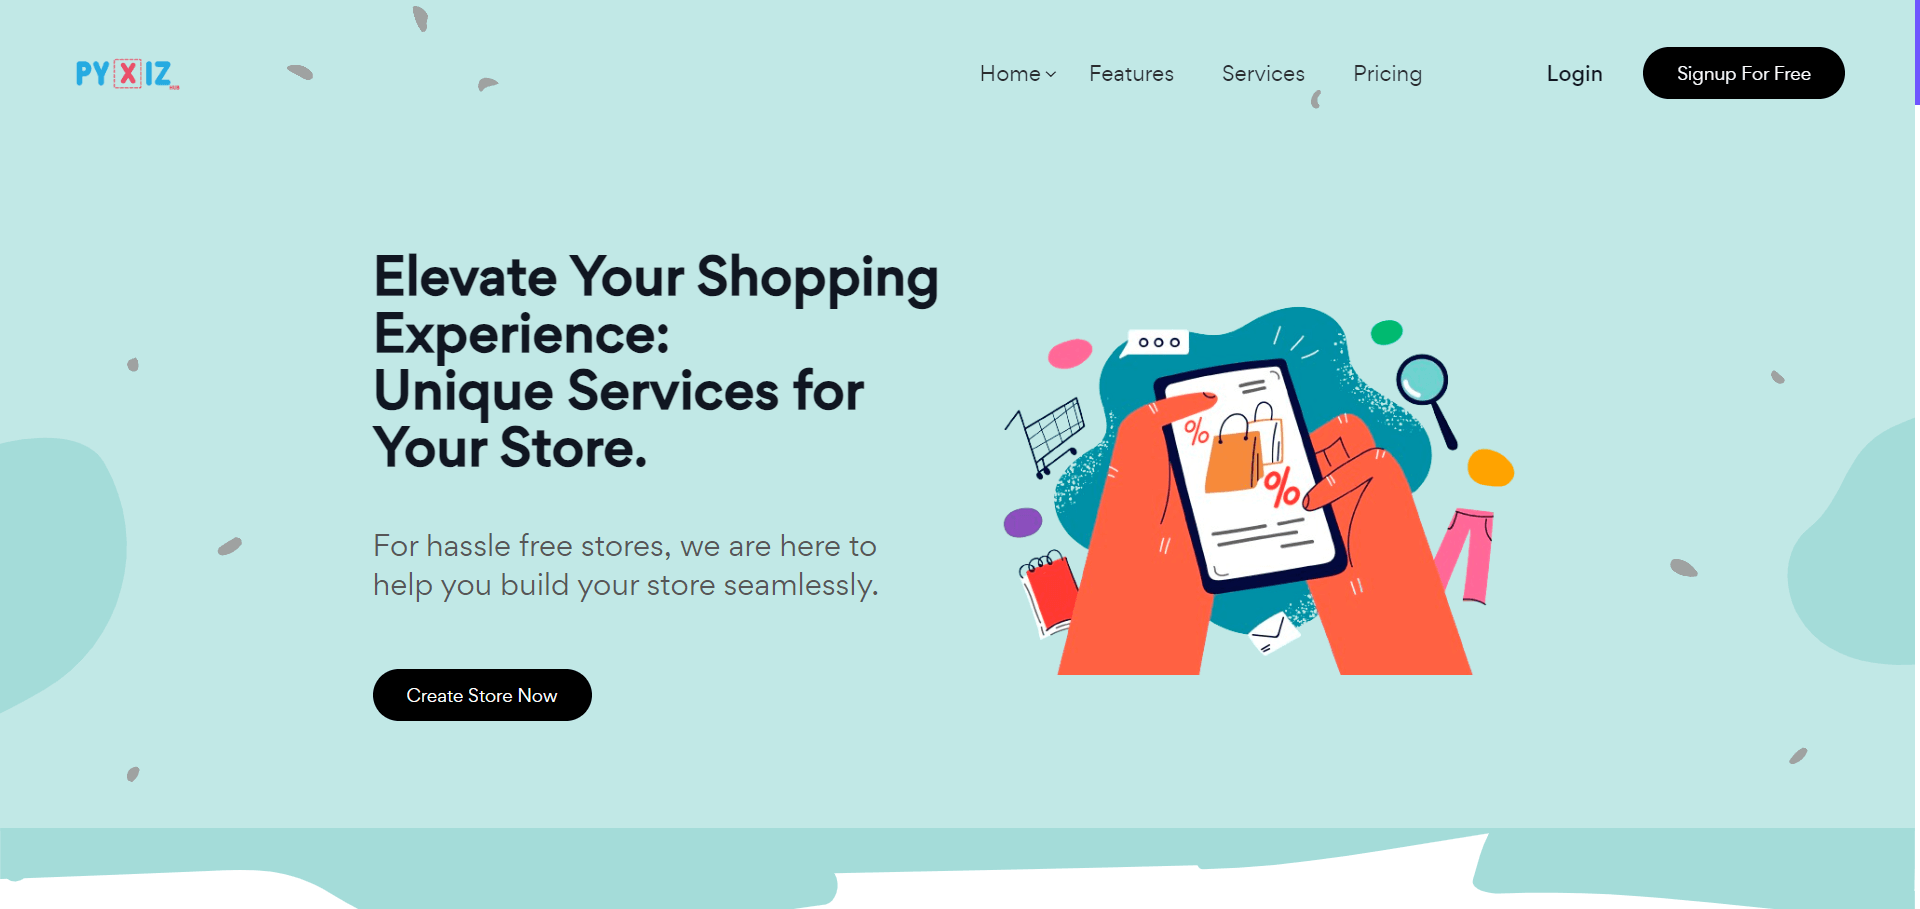 PYXIZ
Home Features Services Pricing Login Signup For Free
Elevate Your Shopping
Experience:
Unique Services for
Your Store.
For hassle free stores, we are here to
help you build your store seamlessly.
Create Store Now
% %